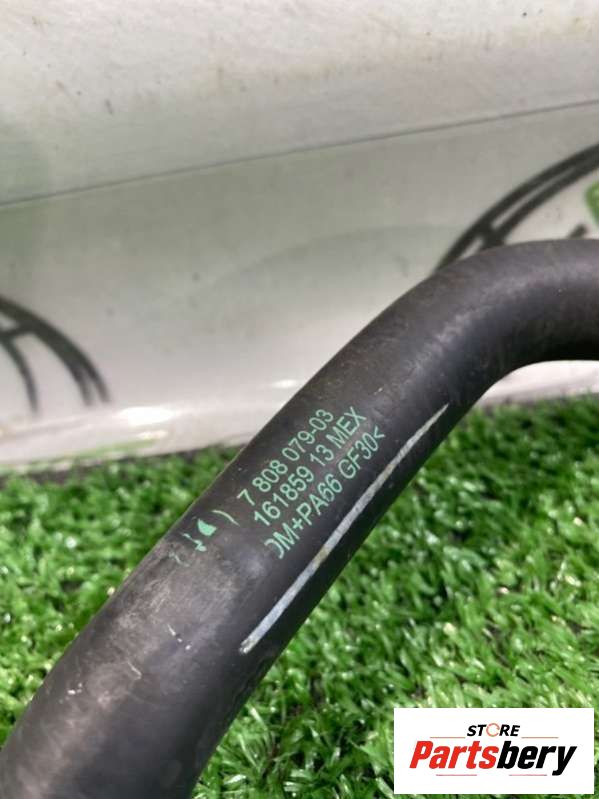 7 808 079-03
161859 13 MEX
DM+PA66 GF30<
STORE
Partsbery